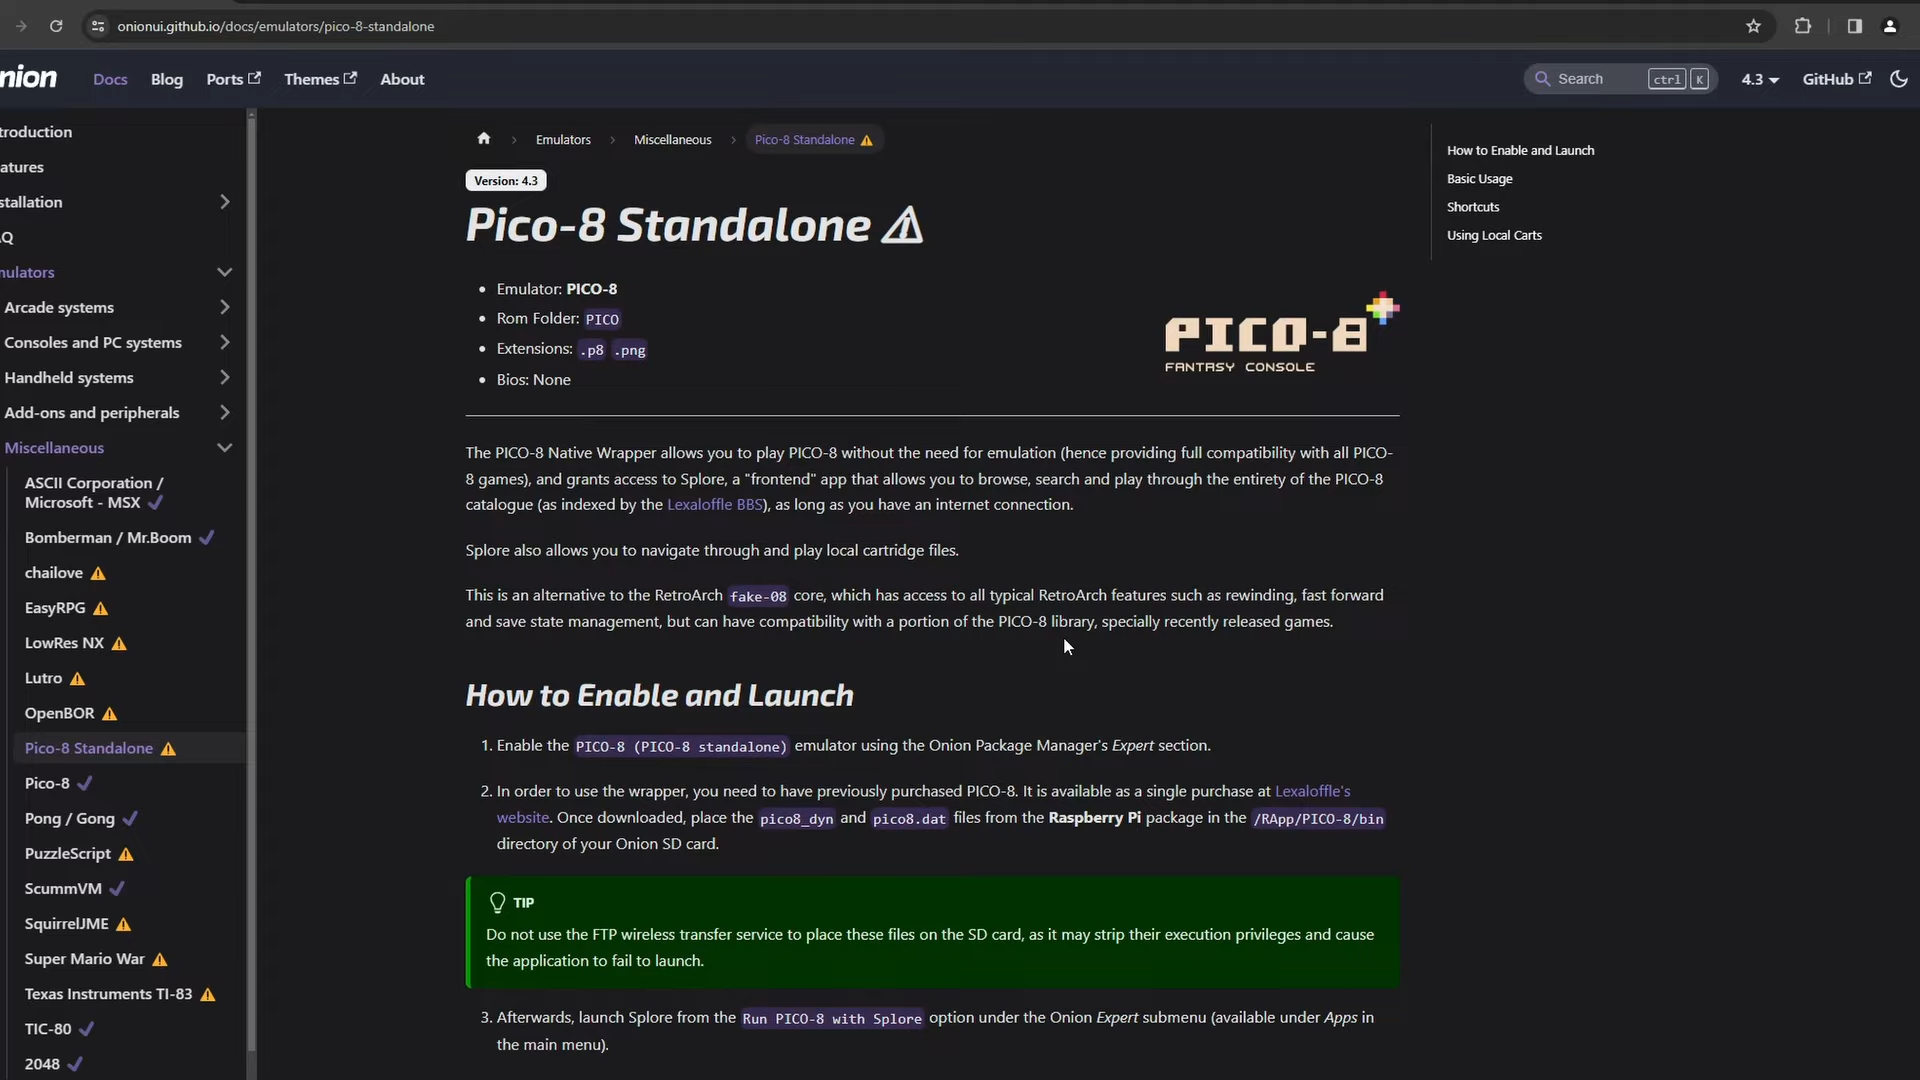 onionui.github.io/docs/emulators/pico-8-standalone
nion
Docs
Blog
Ports
Themes
About
Search
ctrl K
4.3
GitHub
troduction
atures
stallation
Q
mulators
Arcade systems
Consoles and PC systems
Handheld systems
Add-ons and peripherals
Miscellaneous
ASCII Corporation /
Microsoft - MSX
Bomberman / Mr.Boom
chailove
EasyRPG
LowRes NX
Lutro
OpenBOR
Pico-8 Standalone
Pico-8
Pong / Gong
PuzzleScript
ScummVM
SquirrelJME
Super Mario War
Texas Instruments TI-83
TIC-80
2048
Emulators
Miscellaneous
Pico-8 Standalone
Version: 4.3
Pico-8 Standalone
Emulator: PICO-8
Rom Folder: PICO
Extensions: .p8 .png
Bios: None
PICO-8
FANTASY CONSOLE
The PICO-8 Native Wrapper allows you to play PICO-8 without the need for emulation (hence providing full compatibility with all PICO-
8 games), and grants access to Splore, a "frontend" app that allows you to browse, search and play through the entirety of the PICO-8
catalogue (as indexed by the Lexaloffle BBS), as long as you have an internet connection.
Splore also allows you to navigate through and play local cartridge files.
This is an alternative to the RetroArch fake-08 core, which has access to all typical RetroArch features such as rewinding, fast forward
and save state management, but can have compatibility with a portion of the PICO-8 library, specially recently released games.
How to Enable and Launch
1. Enable the PICO-8 (PICO-8 standalone) emulator using the Onion Package Manager's Expert section.
2. In order to use the wrapper, you need to have previously purchased PICO-8. It is available as a single purchase at Lexaloffle's
website. Once downloaded, place the pico8_dyn and pico8.dat files from the Raspberry Pi package in the /RApp/PICO-8/bin
directory of your Onion SD card.
TIP
Do not use the FTP wireless transfer service to place these files on the SD card, as it may strip their execution privileges and cause
the application to fail to launch.
3. Afterwards, launch Splore from the Run PICO-8 with Splore option under the Onion Expert submenu (available under Apps in
the main menu).
How to Enable and Launch
Basic Usage
Shortcuts
Using Local Carts